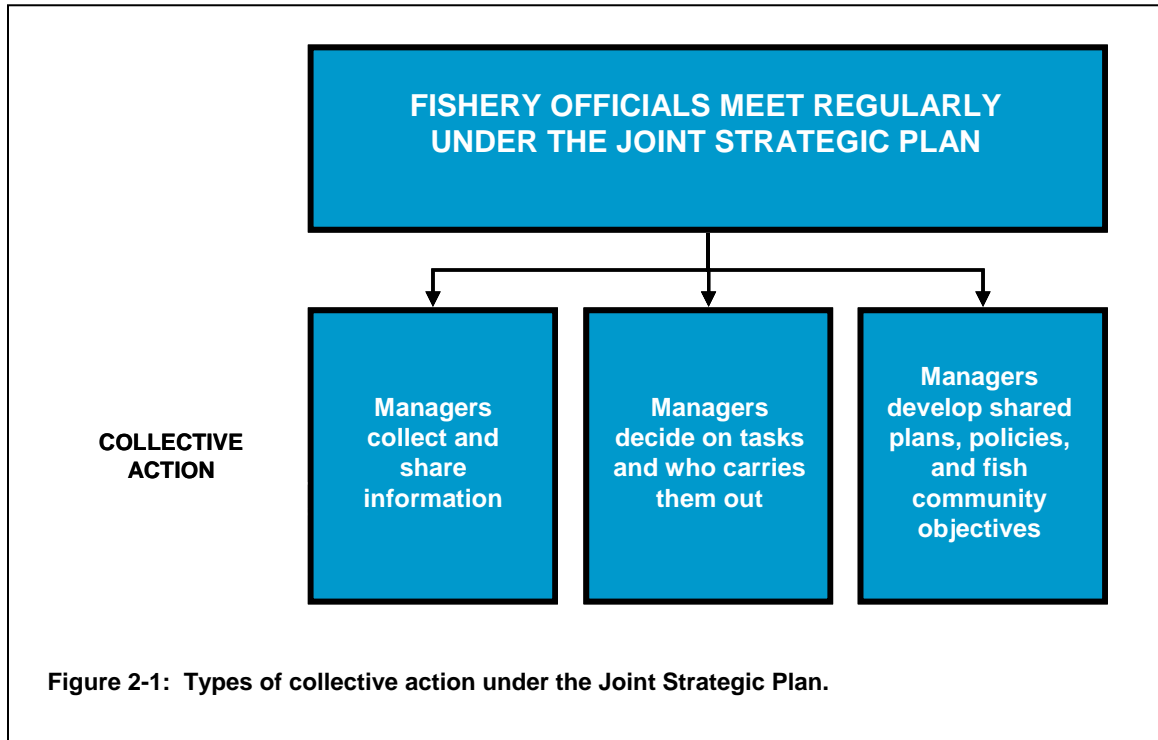 FISHERY OFFICIALS MEET REGULARLY
UNDER THE JOINT STRATEGIC PLAN
COLLECTIVE
ACTION
Managers
collect and
share
information
Managers
decide on tasks
and who carries
them out
Managers
develop shared
plans, policies,
and fish
community
objectives
Figure 2-1: Types of collective action under the Joint Strategic Plan.